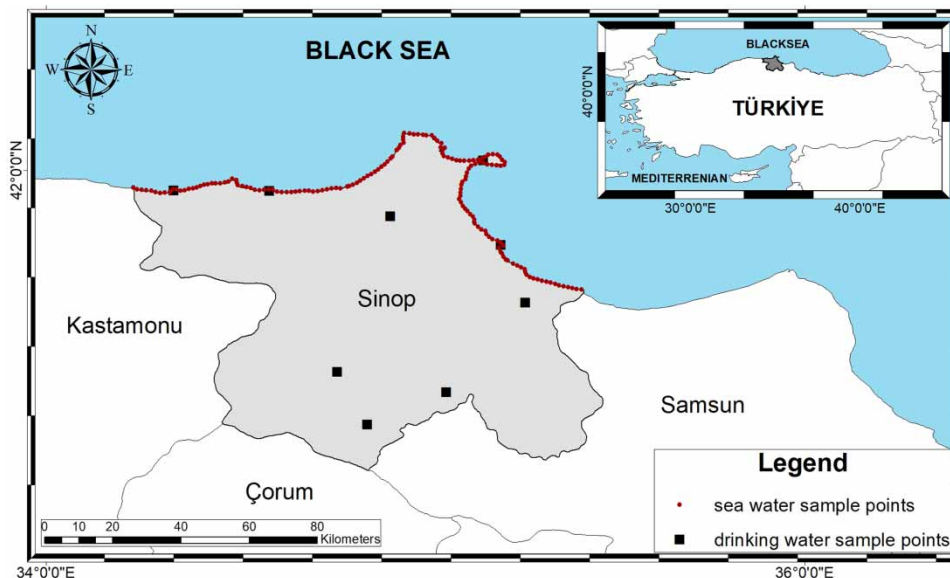 BLACK SEA
N
W
E
S
42°0'0"N
BLACKSEA
TÜRKİYE
MEDITERRENIAN
40°0'0"N
30°0'0"E
40°0'0"E
Kastamonu
Sinop
Samsun
Çorum
Legend
sea water sample points
drinking water sample points
0 5 10 20 40 60 80
Kilometers
34°0'0"E
36°0'0"E